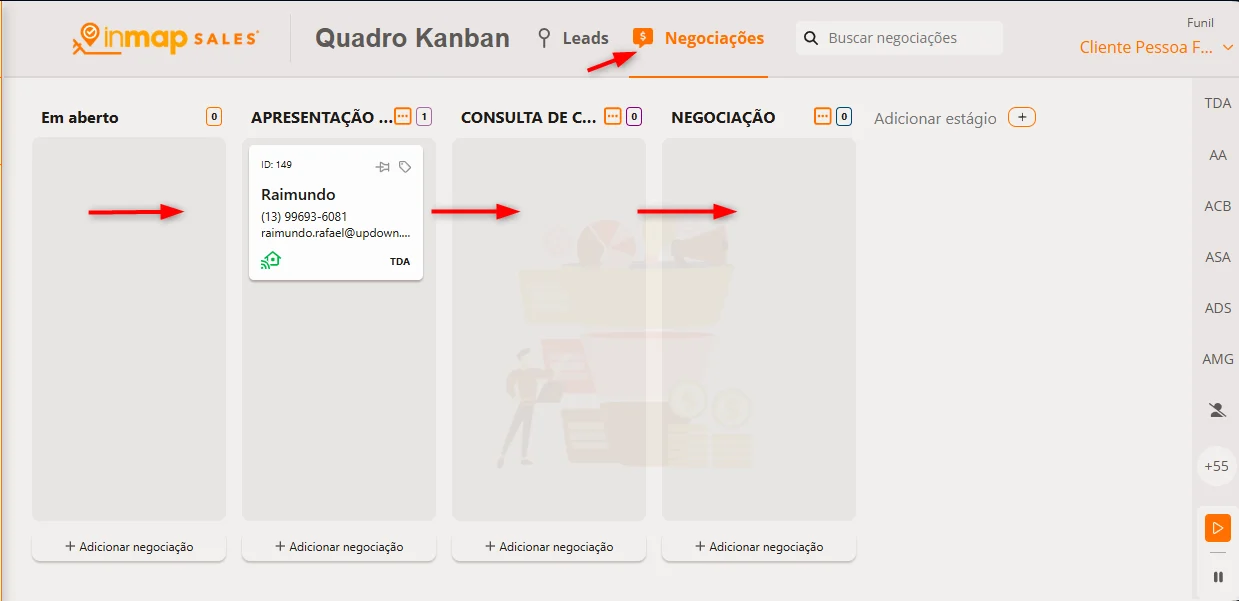 inmap SALES
Quadro Kanban
Leads
$
Negociações
Buscar negociações
Funil
Cliente Pessoa F...
Em aberto
0
APRESENTAÇÃO ...
1
CONSULTA DE C...
0
NEGOCIAÇÃO
0
Adicionar estágio
+
ID: 149
Raimundo
(13) 99693-6081
raimundo.rafael@updown....
TDA
+ Adicionar negociação
+ Adicionar negociação
+ Adicionar negociação
+ Adicionar negociação
TDA
AA
ACB
ASA
ADS
AMG
+55